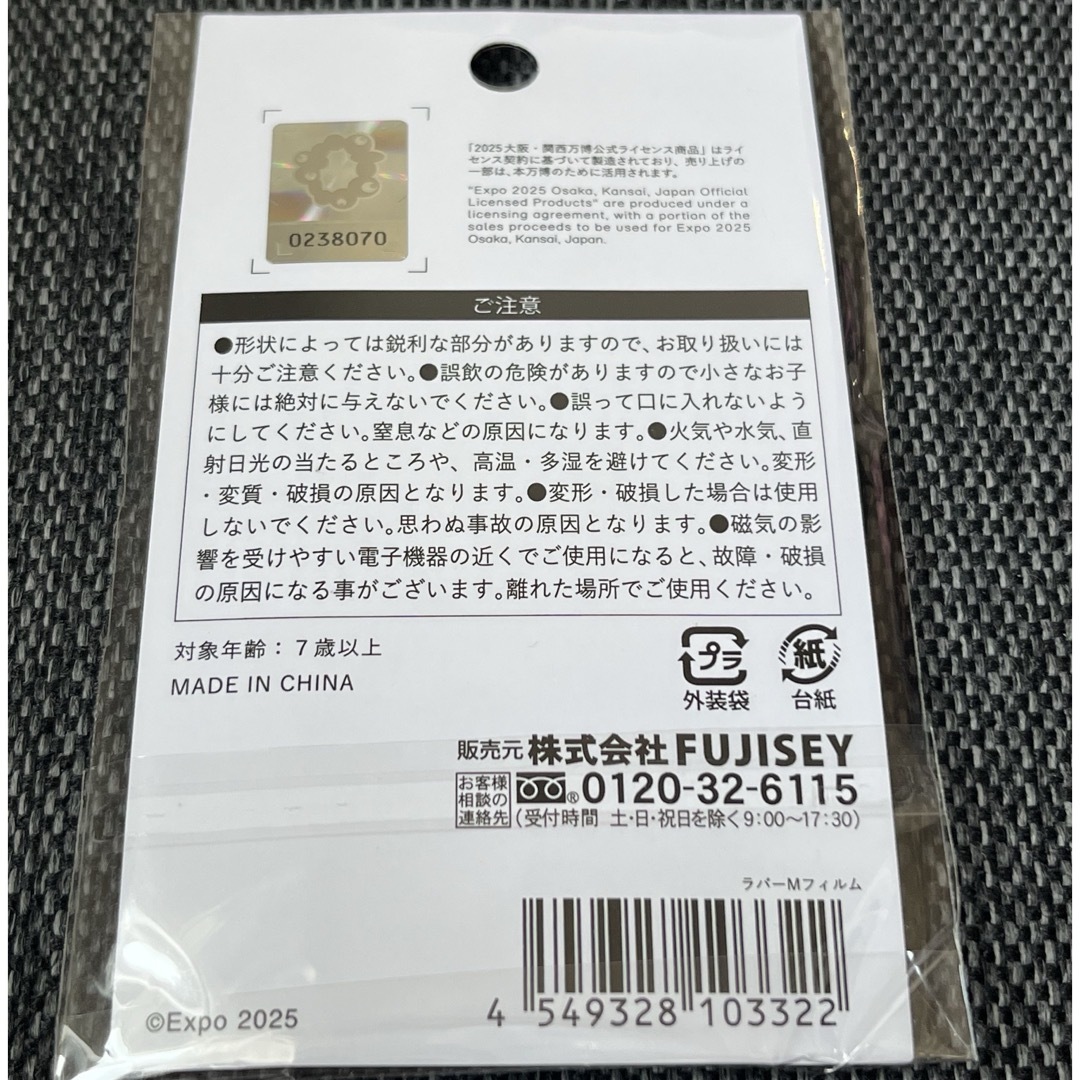 0238070
「2025大阪・関西万博公式ライセンス商品」はライ
センス契約に基づいて製造されており、売り上げの
一部は、本万博のために活用されます。
"Expo 2025 Osaka, Kansai, Japan Official
Licensed Products" are produced under a
licensing agreement, with a portion of the
sales proceeds to be used for Expo 2025
Osaka, Kansai, Japan.
ご注意
●形状によっては鋭利な部分がありますので、お取り扱いには
十分ご注意ください。●誤飲の危険がありますので小さなお子
様には絶対に与えないでください。●誤って口に入れないよう
にしてください。窒息などの原因になります。●火気や水気、直
射日光の当たるところや、高温・多湿を避けてください。変形
・変質・破損の原因となります。●変形・破損した場合は使用
しないでください。思わぬ事故の原因となります。●磁気の影
響を受けやすい電子機器の近くでご使用になると、故障・破損
の原因になる事がございます。離れた場所でご使用ください。
対象年齢：７歳以上
MADE IN CHINA
プラ
外装袋
紙
台紙
販売元 株式会社 FUJISEY
お客様
相談の
連絡先
®0120-32-6115
(受付時間 土・日・祝日を除く9:00〜17:30)
ラバーMフィルム
4 549328 103322
©Expo 2025